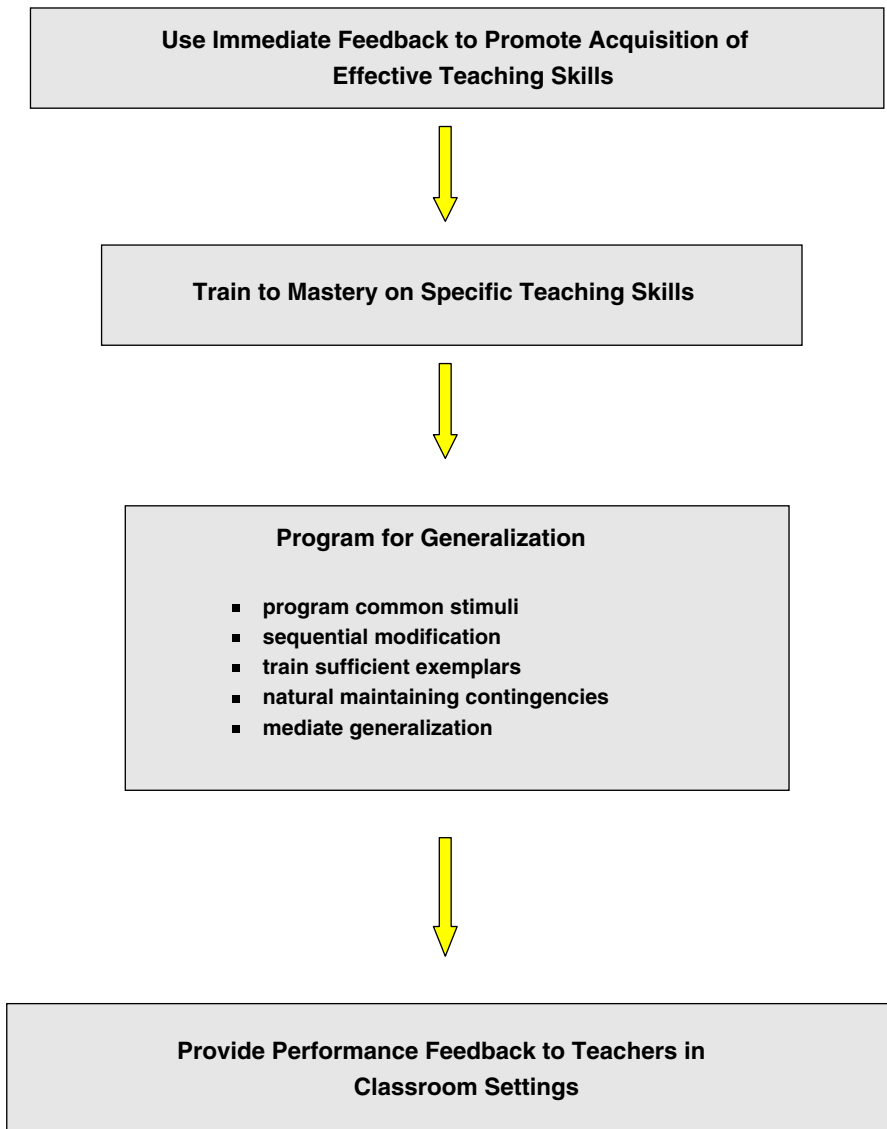 Use Immediate Feedback to Promote Acquisition of
Effective Teaching Skills
Train to Mastery on Specific Teaching Skills
Program for Generalization
▪ program common stimuli
▪ sequential modification
▪ train sufficient exemplars
▪ natural maintaining contingencies
▪ mediate generalization
Provide Performance Feedback to Teachers in
Classroom Settings